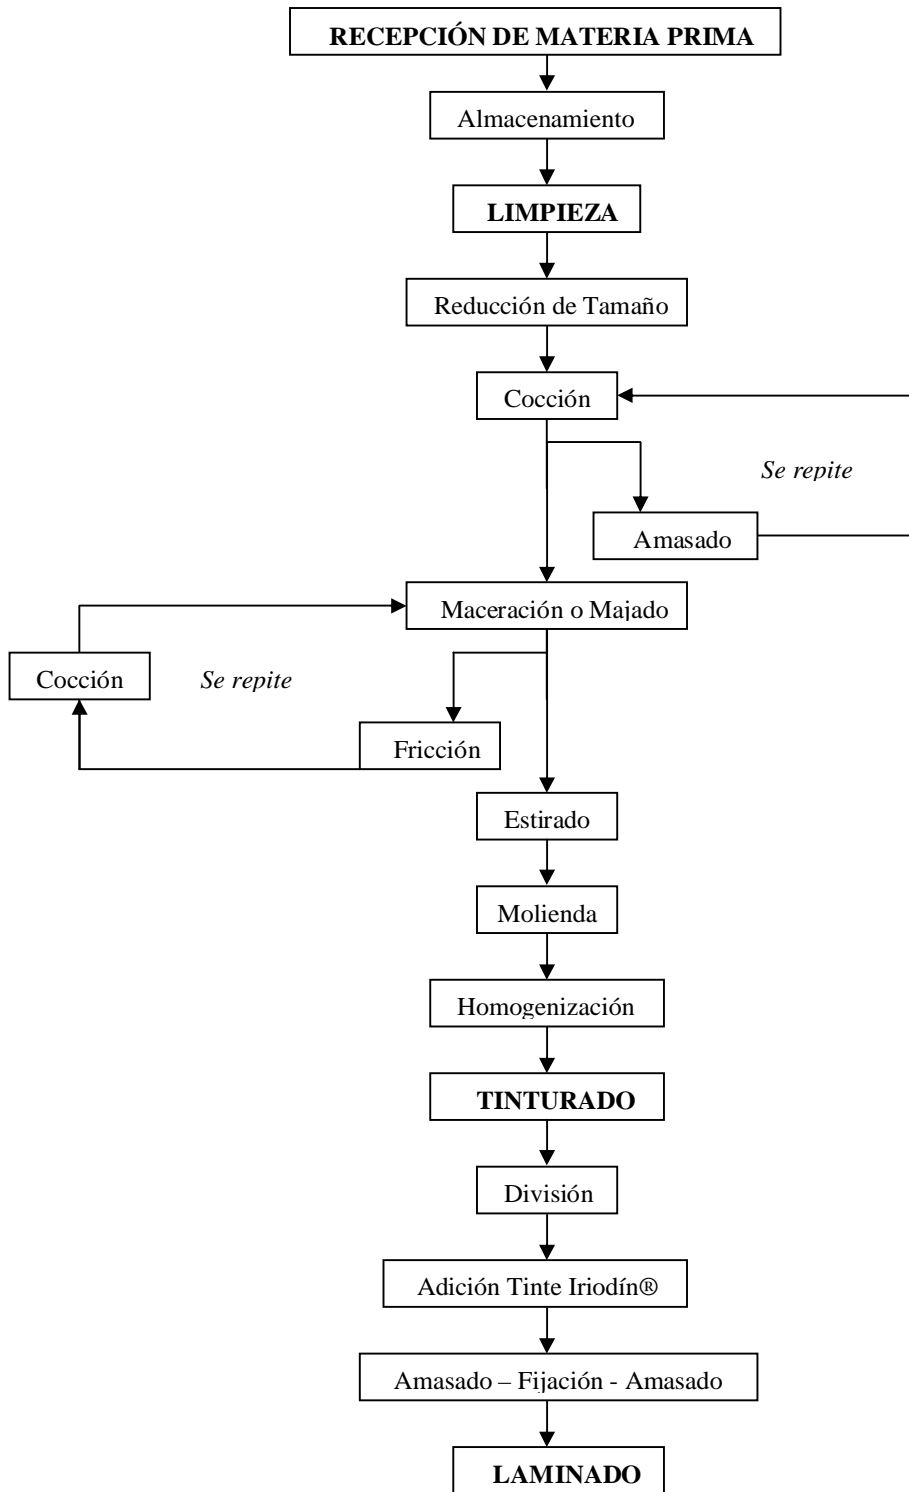 RECEPCIÓN DE MATERIA PRIMA
Almacenamiento
LIMPIEZA
Reducción de Tamaño
Cocción
Se repite
Amasado
Maceración o Majado
Cocción
Se repite
Fricción
Estirado
Molienda
Homogenización
TINTURADO
División
Adición Tinte Iriodín®
Amasado – Fijación - Amasado
LAMINADO